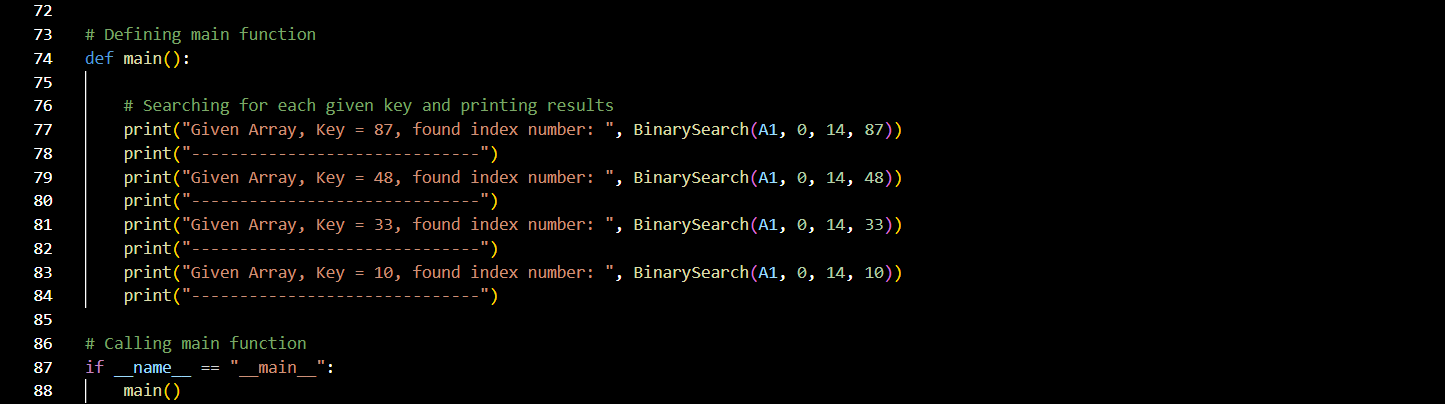 72
73 # Defining main function
74 def main():
75
76     # Searching for each given key and printing results
77     print("Given Array, Key = 87, found index number: ", BinarySearch(A1, 0, 14, 87))
78     print("------------------------------")
79     print("Given Array, Key = 48, found index number: ", BinarySearch(A1, 0, 14, 48))
80     print("------------------------------")
81     print("Given Array, Key = 33, found index number: ", BinarySearch(A1, 0, 14, 33))
82     print("------------------------------")
83     print("Given Array, Key = 10, found index number: ", BinarySearch(A1, 0, 14, 10))
84     print("------------------------------")
85
86 # Calling main function
87 if __name__ == "__main__":
88     main()